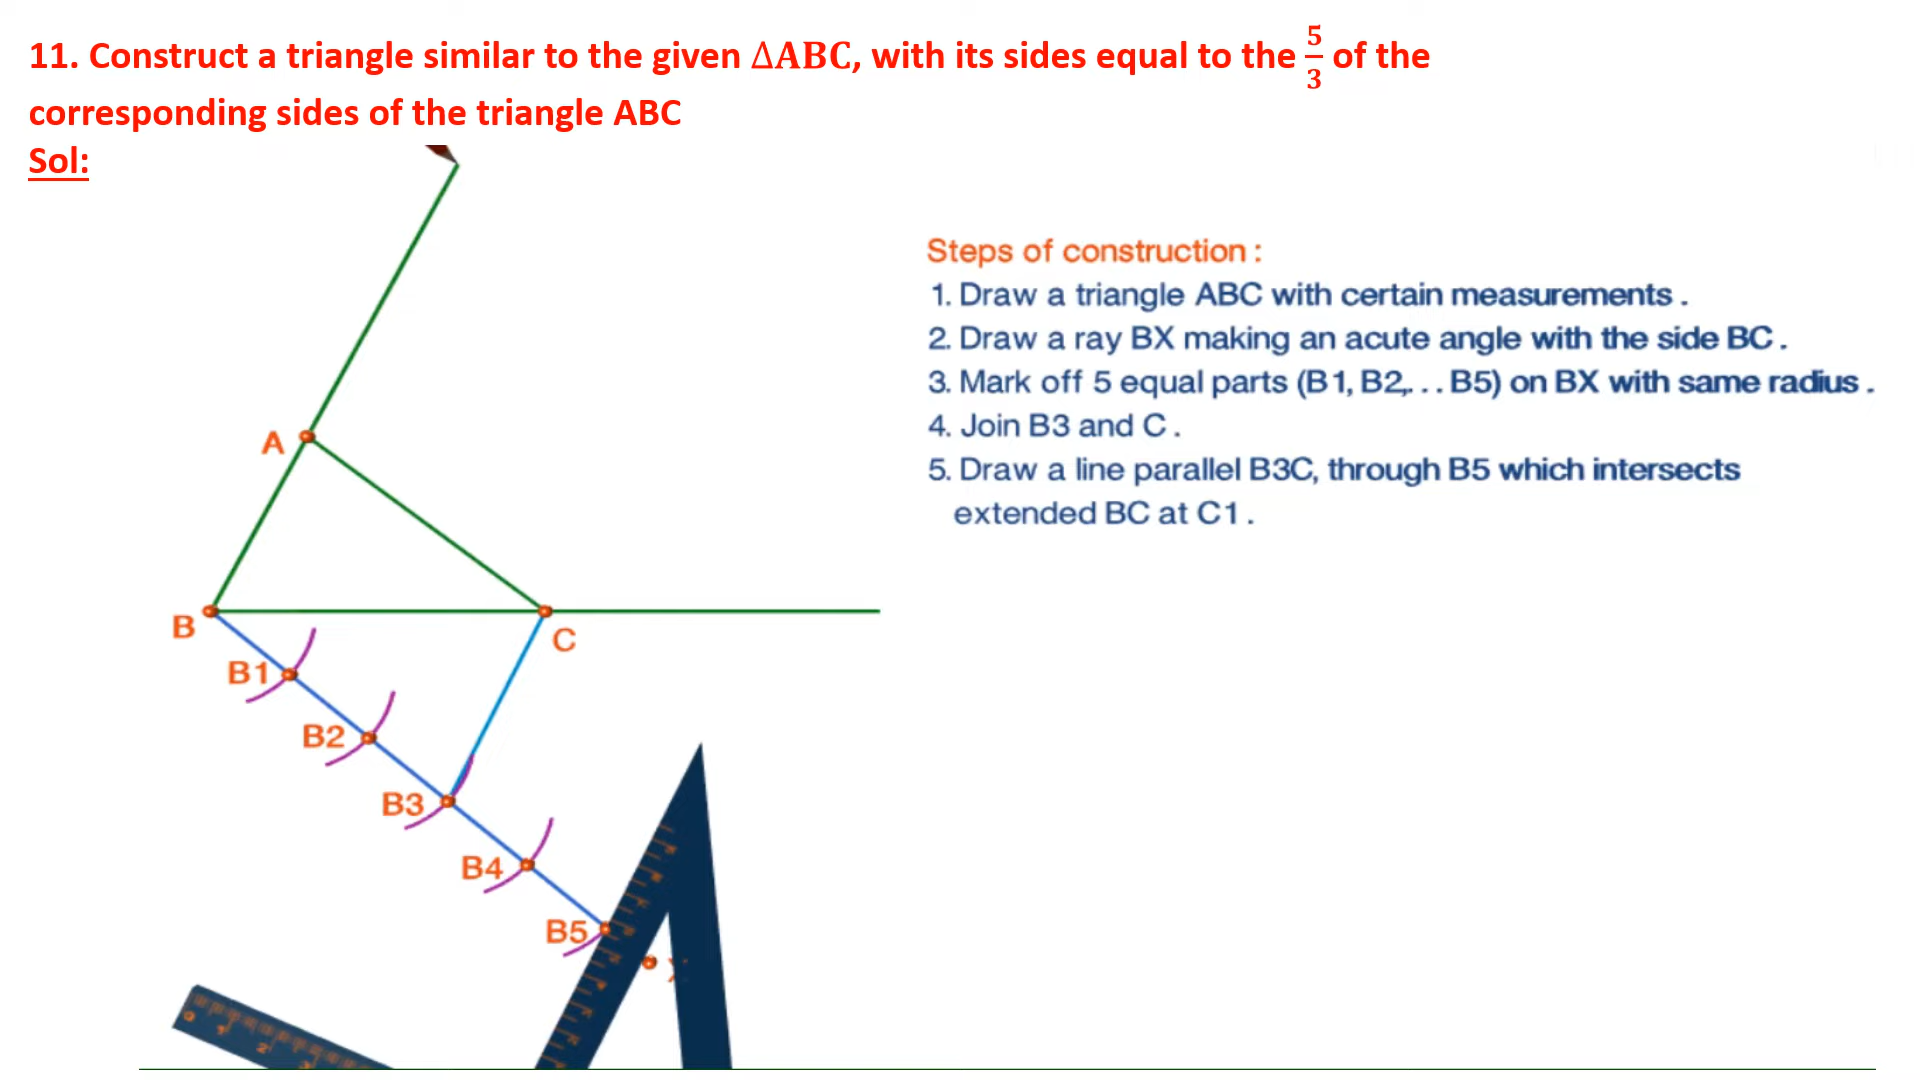 11. Construct a triangle similar to the given ΔABC, with its sides equal to the 5/3 of the
corresponding sides of the triangle ABC
Sol:
Steps of construction :
1. Draw a triangle ABC with certain measurements .
2. Draw a ray BX making an acute angle with the side BC .
3. Mark off 5 equal parts (B1, B2,. . . B5) on BX with same radius .
4. Join B3 and C .
5. Draw a line parallel B3C, through B5 which intersects
extended BC at C1 .
A
B
C
B1
B2
B3
B4
B5
0 1 2